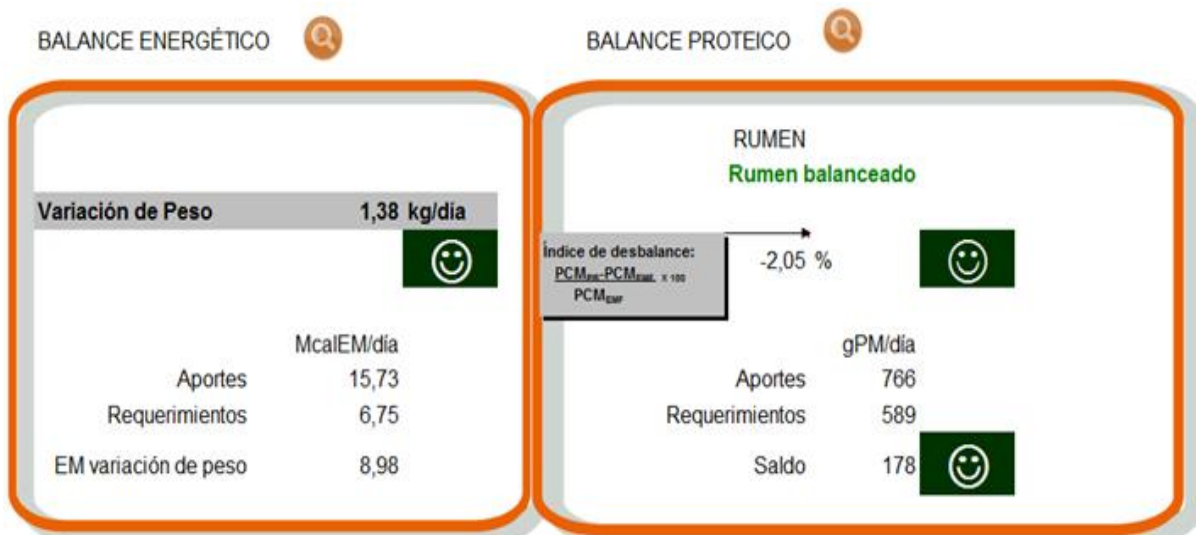 BALANCE ENERGÉTICO
Variación de Peso 1,38 kg/día
McalEM/día
Aportes 15,73
Requerimientos 6,75
EM variación de peso 8,98
BALANCE PROTEICO
RUMEN
Rumen balanceado
Índice de desbalance:
PCM -PCM x 100
PCM
-2,05 %
gPM/día
Aportes 766
Requerimientos 589
Saldo 178